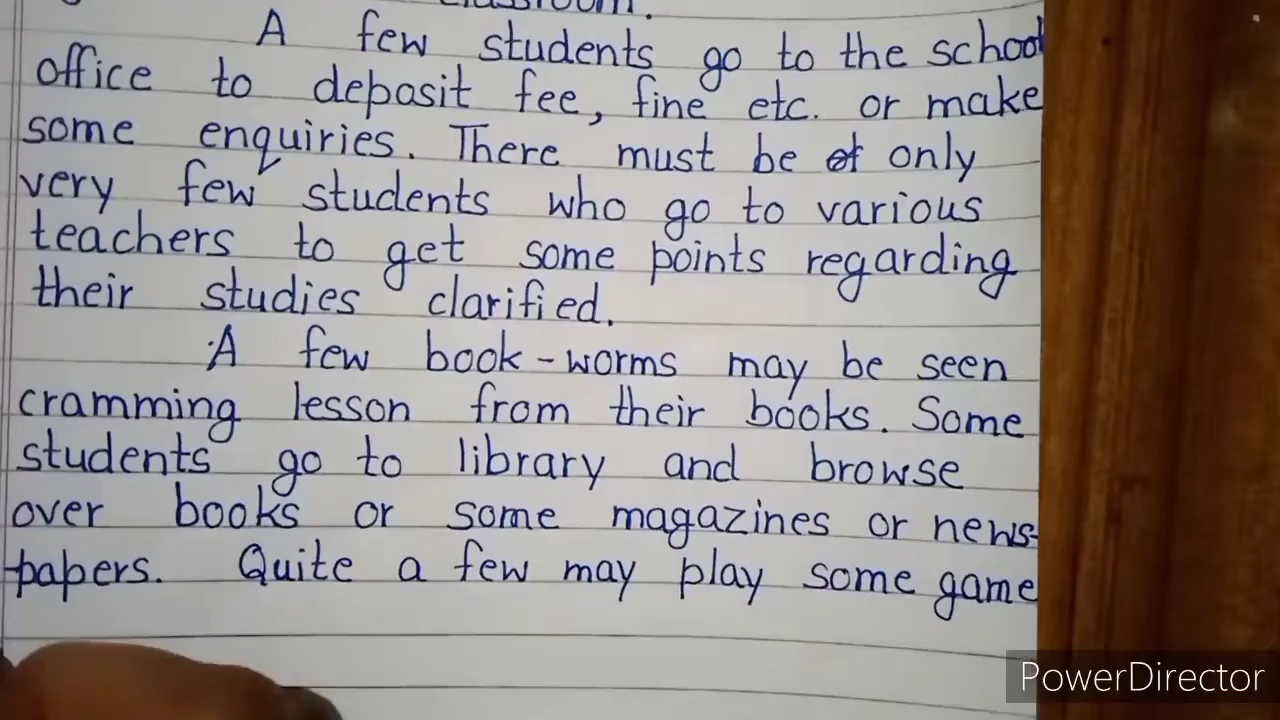 classroom.
A few students go to the school
office to deposit fee, fine etc. or make
some enquiries. There must be only
very few students who go to various
teachers to get some points regarding
their studies clarified.
A few book-worms may be seen
cramming lesson from their books. Some
students go to library and browse
over books or some magazines or news-
papers. Quite a few may play some game
PowerDirector